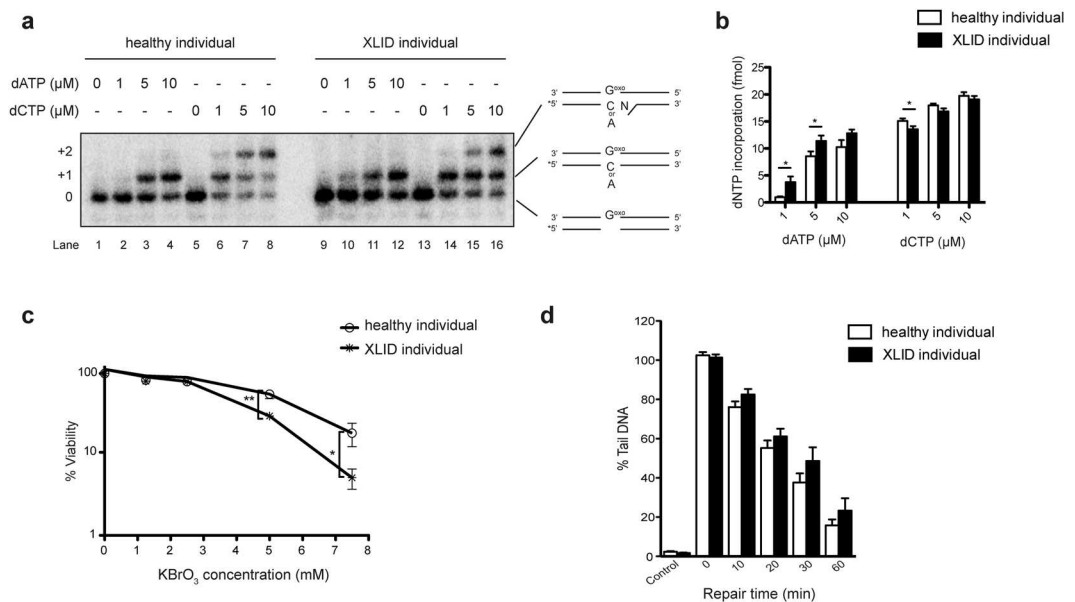 a
healthy individual
XLID individual
dATP (μM) 0 1 5 10 - - - - 0 1 5 10 - - - -
dCTP (μM) - - - - 0 1 5 10 - - - - 0 1 5 10
+2
+1
0
Lane 1 2 3 4 5 6 7 8 9 10 11 12 13 14 15 16
3' Goxo 5'
*5' C N 3'
or
A
3' Goxo 5'
*5' C 3'
or
A
3' Goxo 5'
*5' 3'
b
healthy individual
XLID individual
dNTP incorporation (fmol)
25
20
15
10
5
0
* * *
1 5 10 1 5 10
dATP (μM) dCTP (μM)
c
healthy individual
XLID individual
% Viability
100
10
1
**
*
0 1 2 3 4 5 6 7 8
KBrO3 concentration (mM)
d
healthy individual
XLID individual
% Tail DNA
120
100
80
60
40
20
0
Control 0 10 20 30 60
Repair time (min)